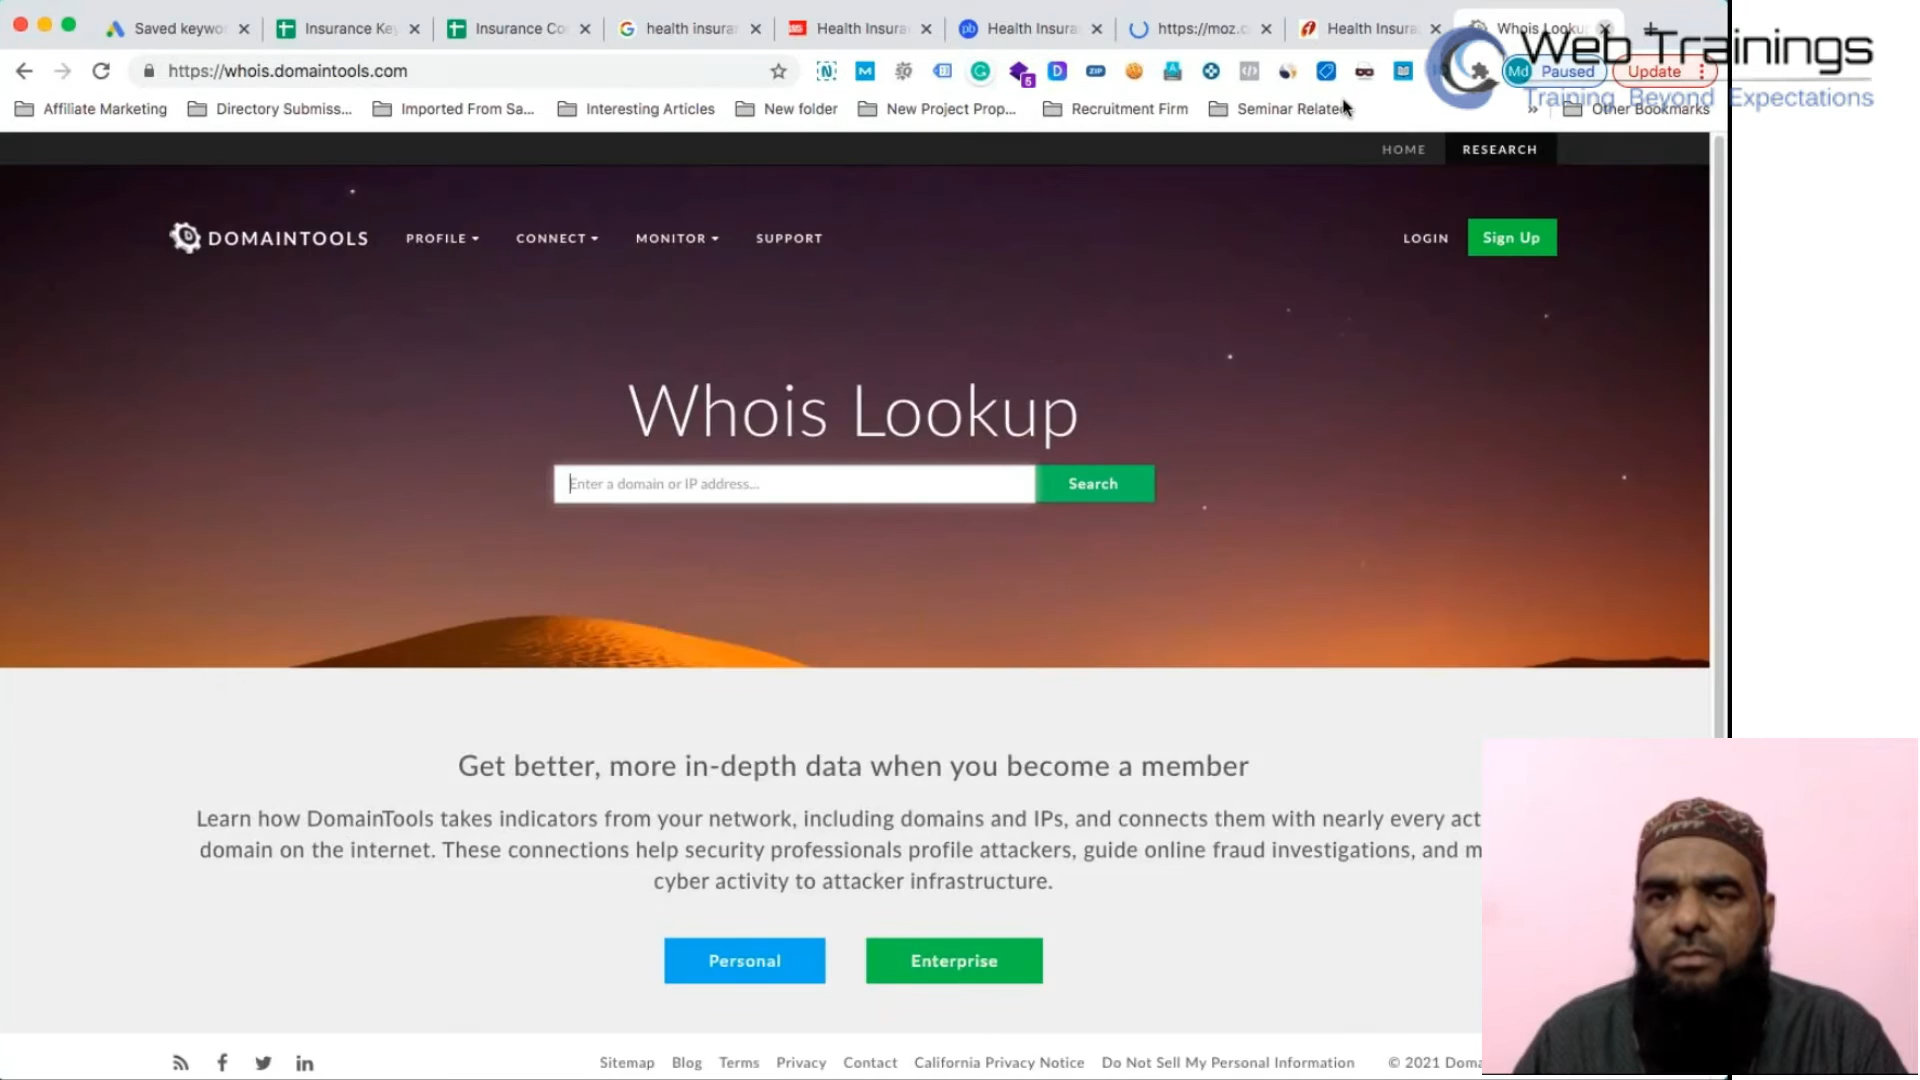 Saved keywo
Insurance Ke
Insurance Co
health insura
Health Insura
Health Insura
https://moz.c
Health Insura
Whois Looku
Web Trainings
Training Beyond Expectations
https://whois.domaintools.com
5
ZIP
Md Paused
Update
Affiliate Marketing
Directory Submiss...
Imported From Sa...
Interesting Articles
New folder
New Project Prop...
Recruitment Firm
Seminar Related
Other Bookmarks
HOME
RESEARCH
DOMAINTOOLS
PROFILE
CONNECT
MONITOR
SUPPORT
LOGIN
Sign Up
Whois Lookup
Enter a domain or IP address...
Search
Get better, more in-depth data when you become a member
Learn how DomainTools takes indicators from your network, including domains and IPs, and connects them with nearly every act
domain on the internet. These connections help security professionals profile attackers, guide online fraud investigations, and m
cyber activity to attacker infrastructure.
Personal
Enterprise
Sitemap
Blog
Terms
Privacy
Contact
California Privacy Notice
Do Not Sell My Personal Information
© 2021 Doma